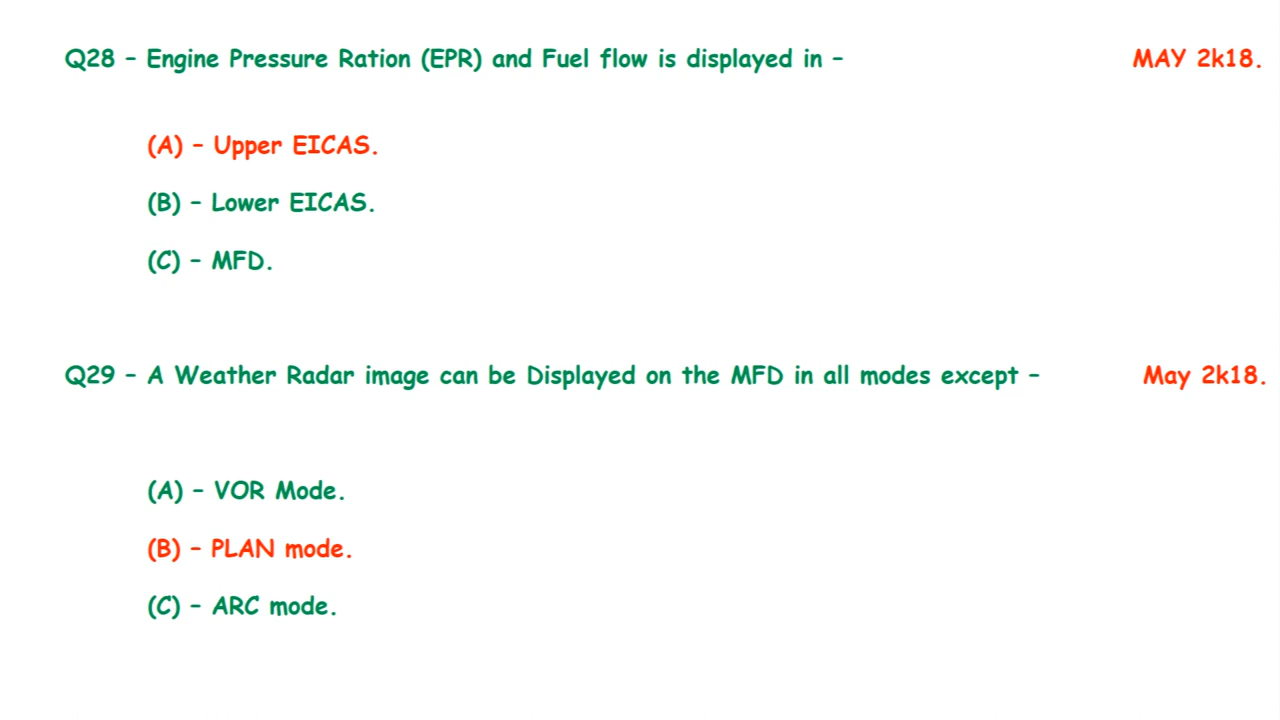 Q28 – Engine Pressure Ration (EPR) and Fuel flow is displayed in – MAY 2k18.
(A) – Upper EICAS.
(B) – Lower EICAS.
(C) – MFD.
Q29 – A Weather Radar image can be Displayed on the MFD in all modes except – May 2k18.
(A) – VOR Mode.
(B) – PLAN mode.
(C) – ARC mode.